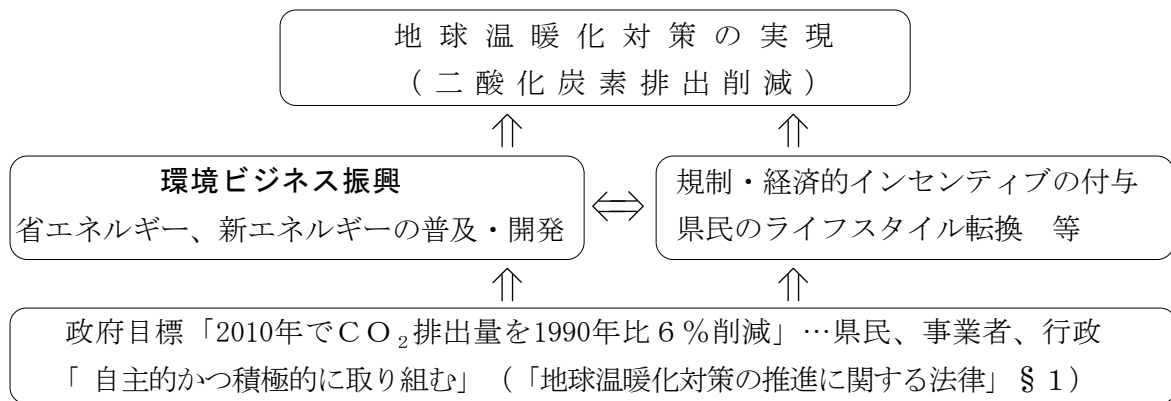 地球温暖化対策の実現
(二酸化炭素排出削減)
環境ビジネス振興
省エネルギー、新エネルギーの普及・開発
規制・経済的インセンティブの付与
県民のライフスタイル転換　等
政府目標「2010年でＣＯ₂排出量を1990年比６％削減」…県民、事業者、行政
「 自主的かつ積極的に取り組む」（「地球温暖化対策の推進に関する法律」§１）